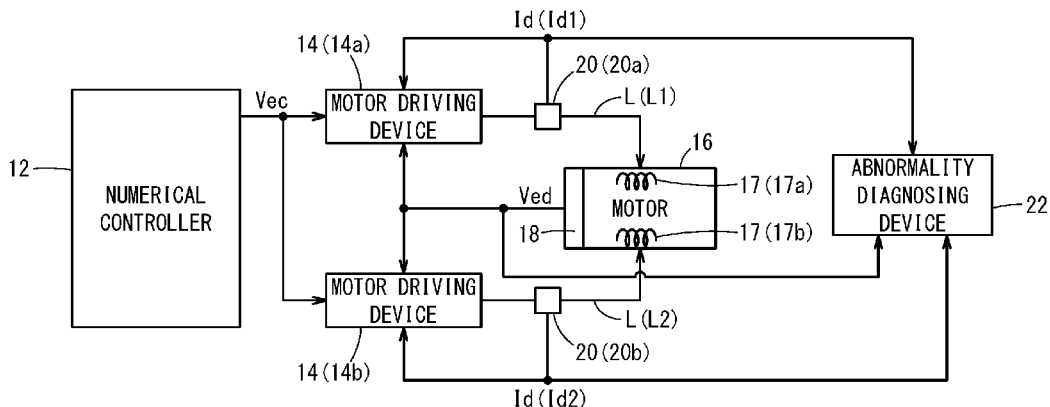 Id(Id1)
14(14a)
20(20a)
Vec
MOTOR DRIVING
DEVICE
L(L1)
16
12
NUMERICAL
CONTROLLER
17(17a)
ABNORMALITY
DIAGNOSING
DEVICE
22
Ved
18
MOTOR
17(17b)
MOTOR DRIVING
DEVICE
L(L2)
20(20b)
14(14b)
Id(Id2)